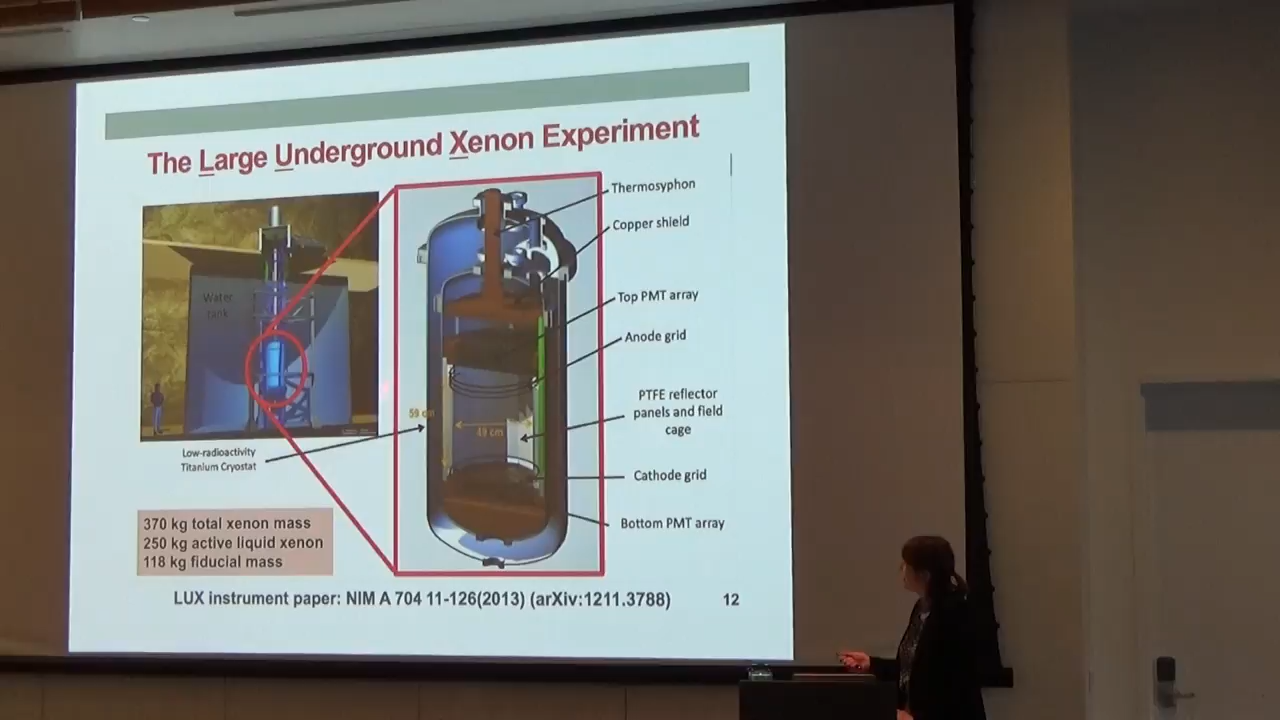 The Large Underground Xenon Experiment
Water
tank
Thermosyphon
Copper shield
Top PMT array
Anode grid
PTFE reflector
panels and field
cage
59 cm
49 cm
Low-radioactivity
Titanium Cryostat
Cathode grid
Bottom PMT array
370 kg total xenon mass
250 kg active liquid xenon
118 kg fiducial mass
LUX instrument paper: NIM A 704 11-126(2013) (arXiv:1211.3788)
12